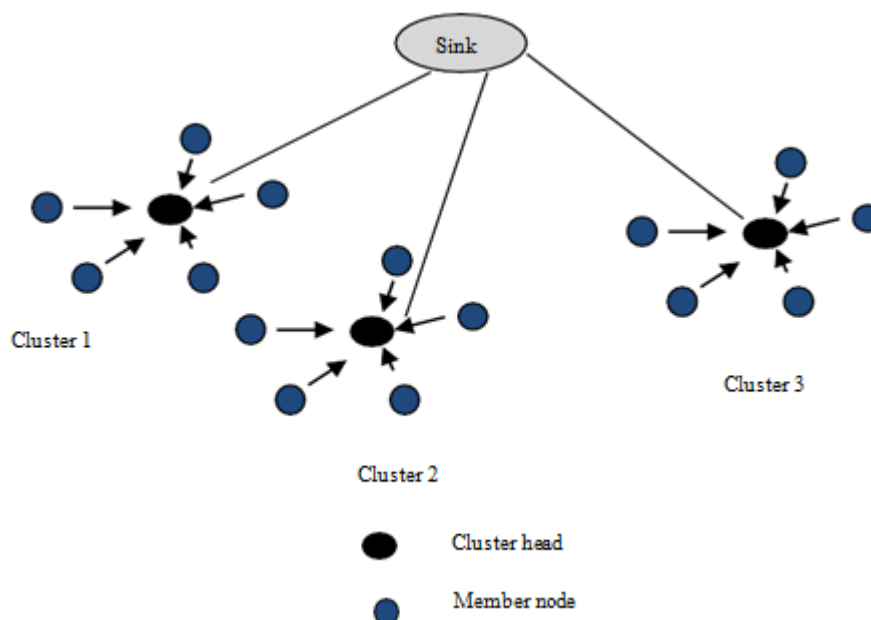 Sink
Cluster 1
Cluster 3
Cluster 2
Cluster head
Member node